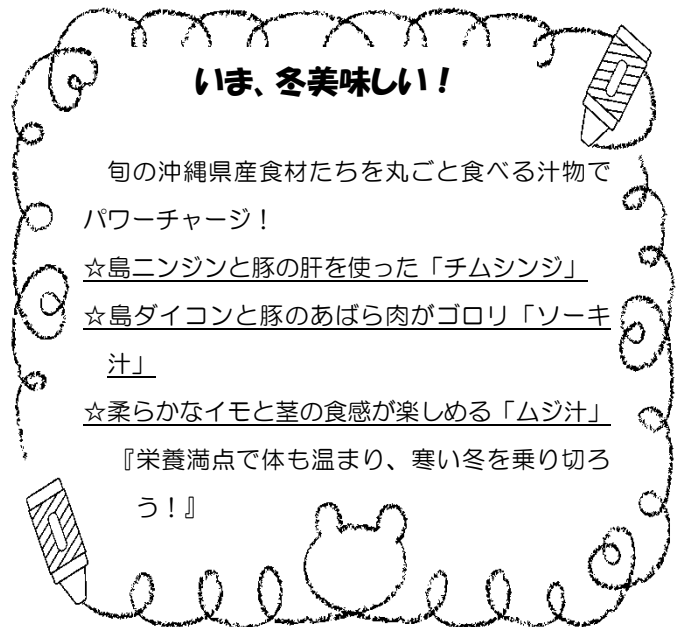 いま、冬美味しい！
旬の沖縄県産食材たちを丸ごと食べる汁物で
パワーチャージ！
☆島ニンジンと豚の肝を使った「チムシンジ」
☆島ダイコンと豚のあばら肉がゴロリ「ソーキ
汁」
☆柔らかなイモと茎の食感が楽しめる「ムジ汁」
『栄養満点で体も温まり、寒い冬を乗り切ろ
う！』